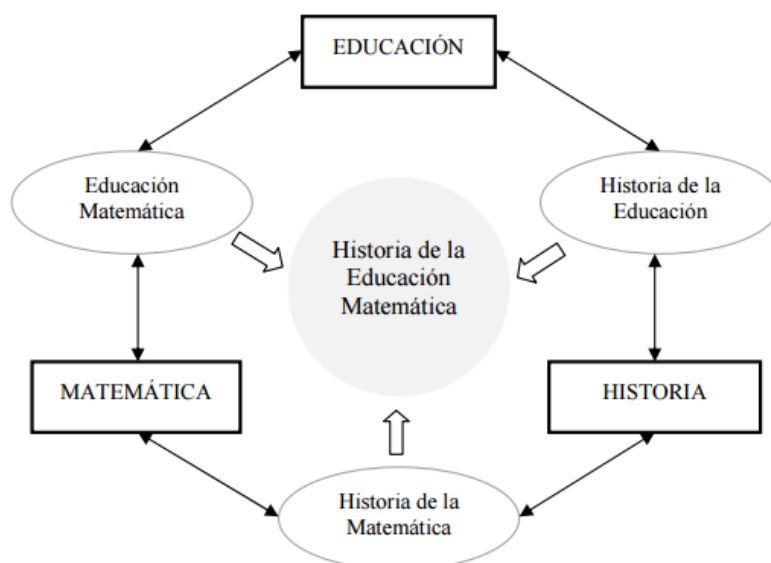 EDUCACIÓN
Educación
Matemática
Historia de la
Educación
Historia de la
Educación
Matemática
MATEMÁTICA
HISTORIA
Historia de la
Matemática